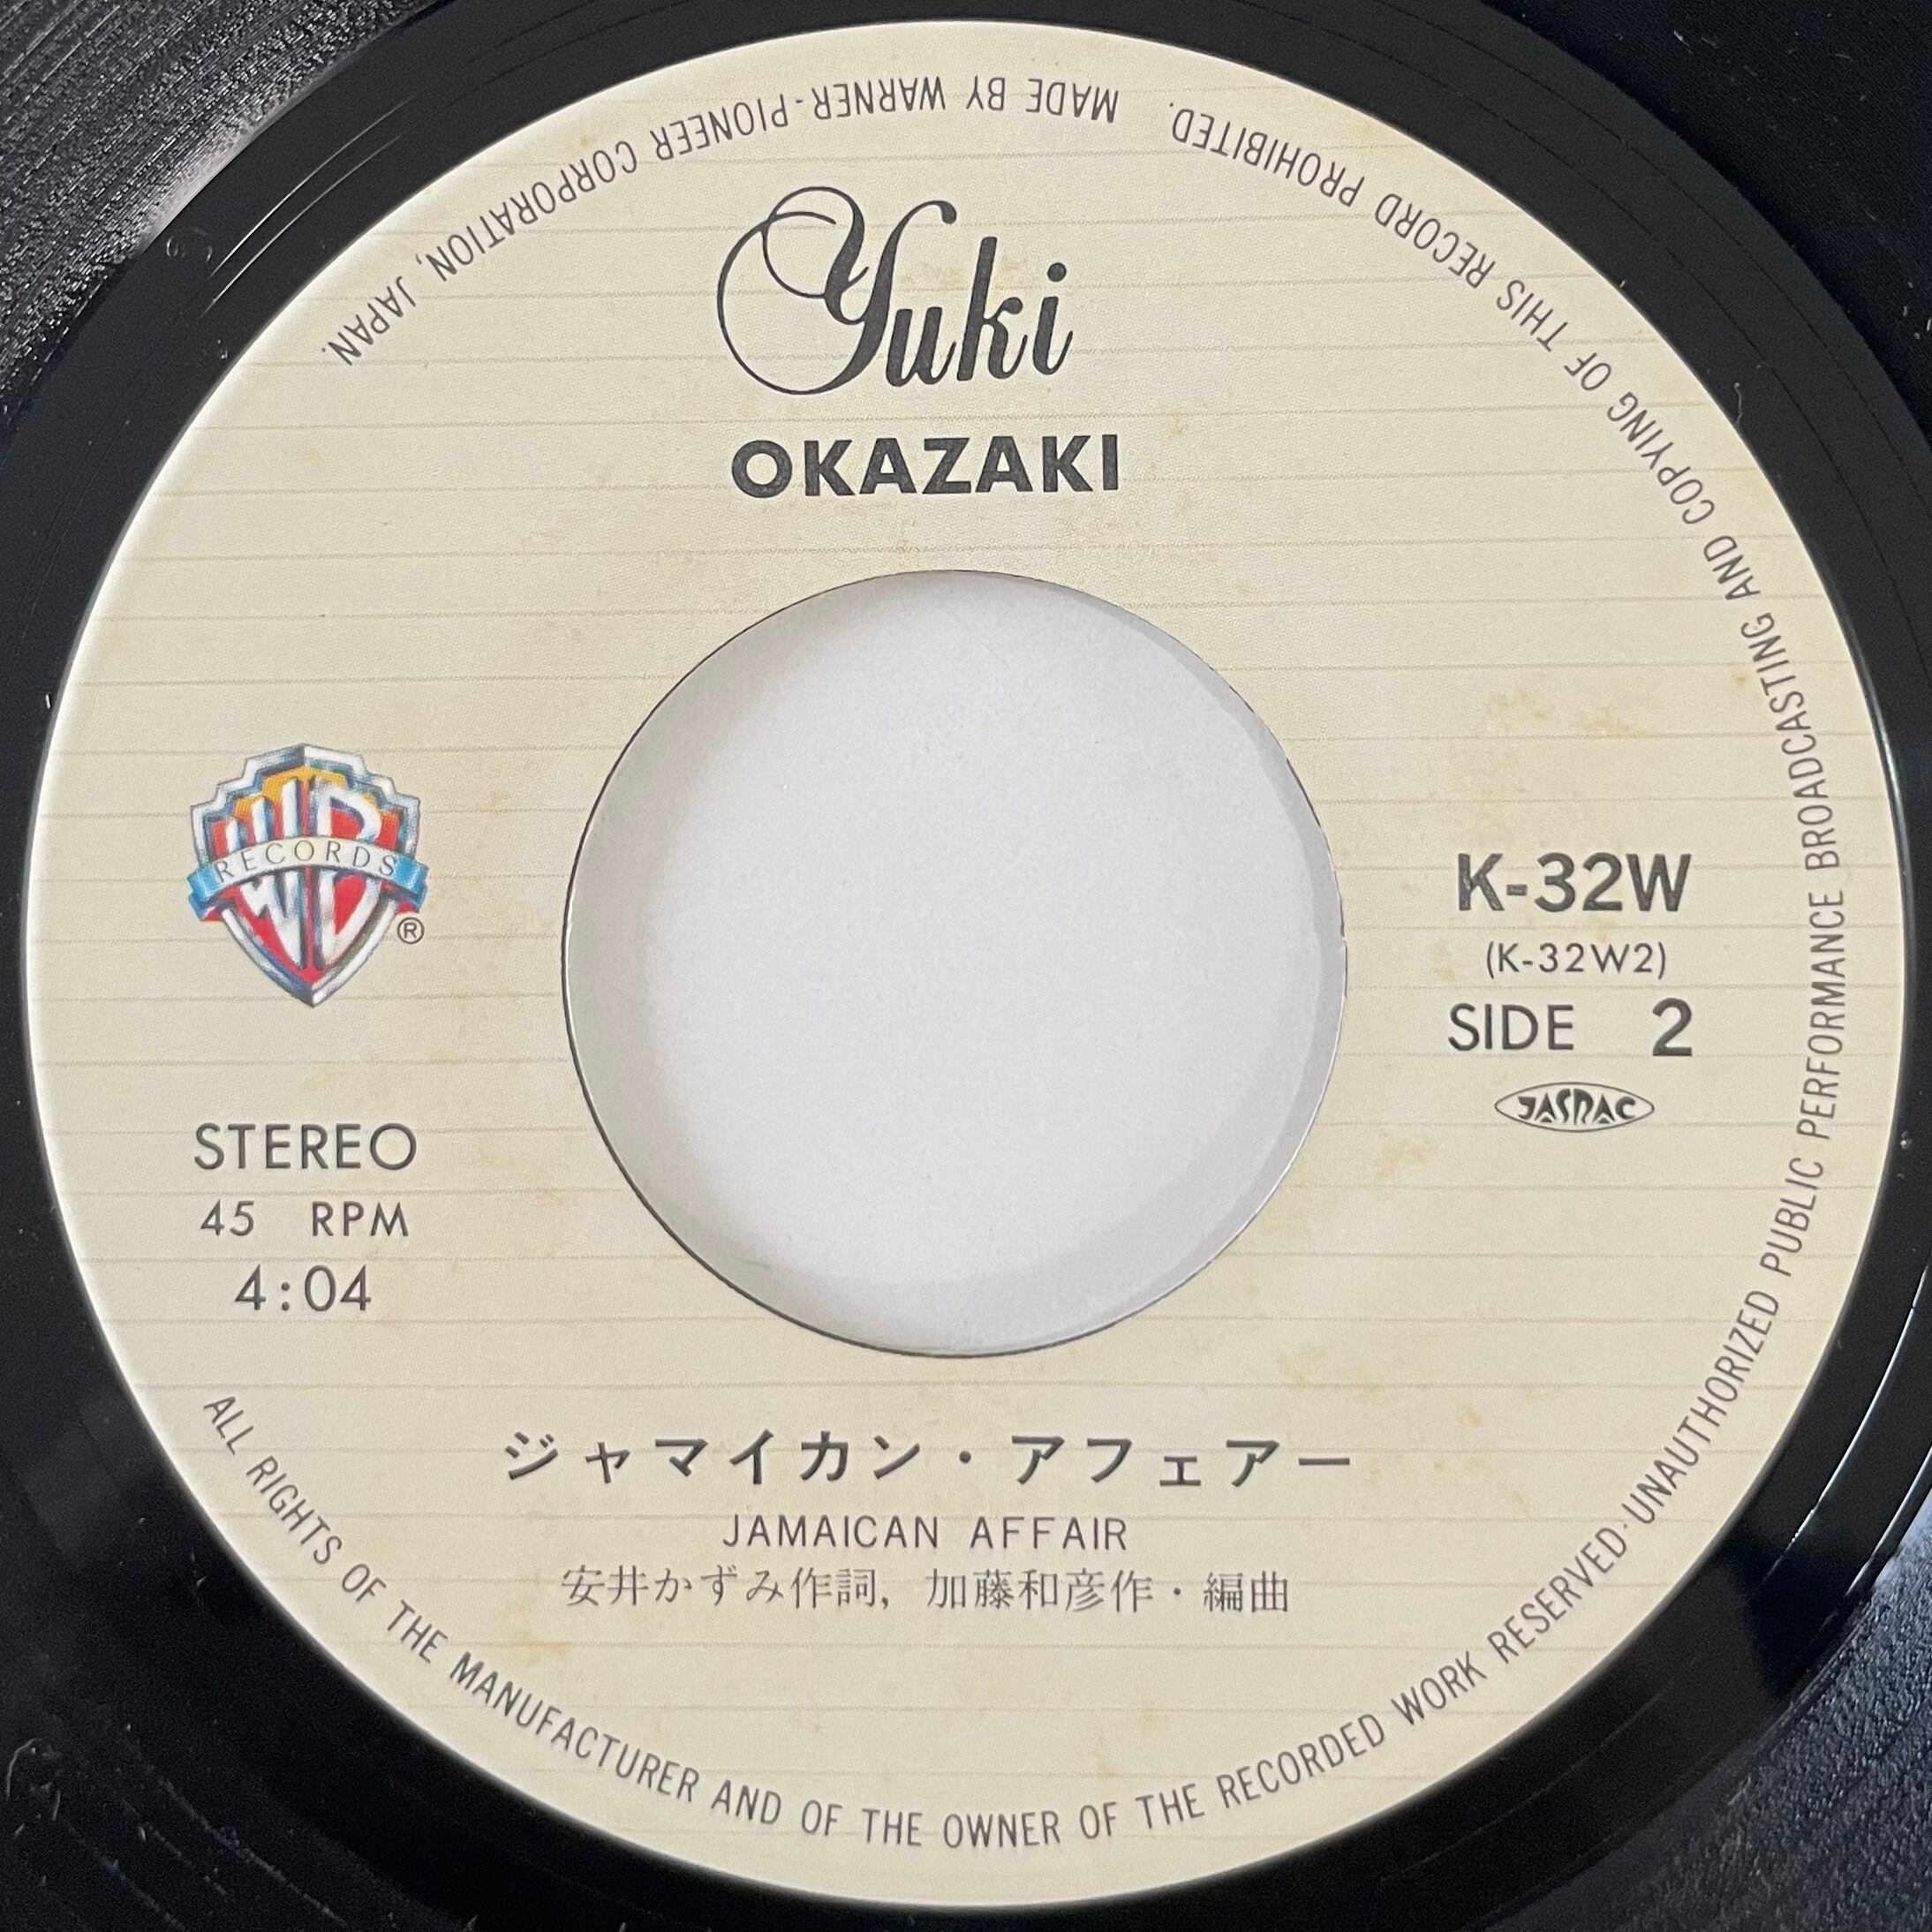 Yuki
OKAZAKI
WB
RECORDS
®
K-32W
(K-32W2)
SIDE 2
JASRAC
STEREO
45 RPM
4:04
ジャマイカン・アフェアー
JAMAICAN AFFAIR
安井かずみ作詞, 加藤和彦作・編曲
ALL RIGHTS OF THE MANUFACTURER AND OF THE OWNER OF THE RECORDED WORK RESERVED·UNAUTHORIZED PUBLIC PERFORMANCE BROADCASTING AND COPYING OF THIS RECORD PROHIBITED. MADE BY WARNER-PIONEER CORPORATION, JAPAN.